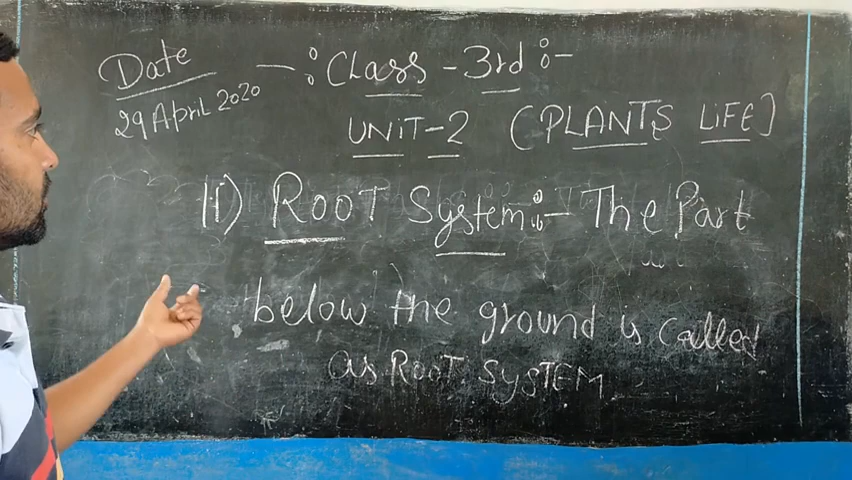 Date
29 April 2020
—: Class - 3rd :-
UNiT-2 (PLANTS LiFE]
11) ROOT System:- The Part
below the ground is called
as ROOT SYSTEM.